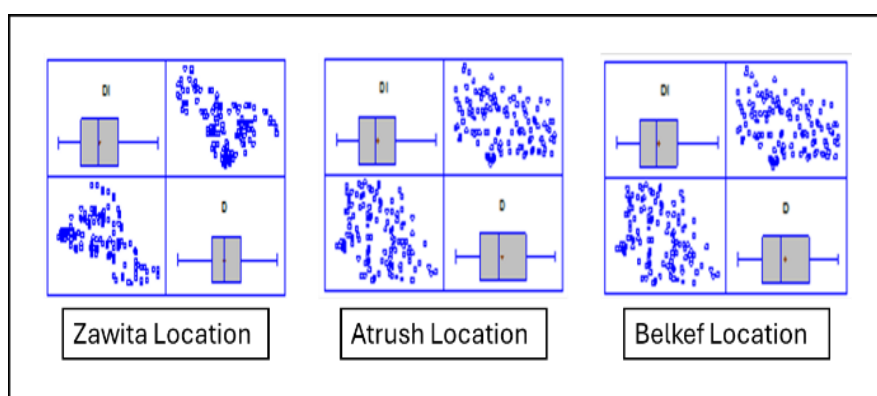 DI
D
Zawita Location
DI
D
Atrush Location
DI
D
Belkef Location